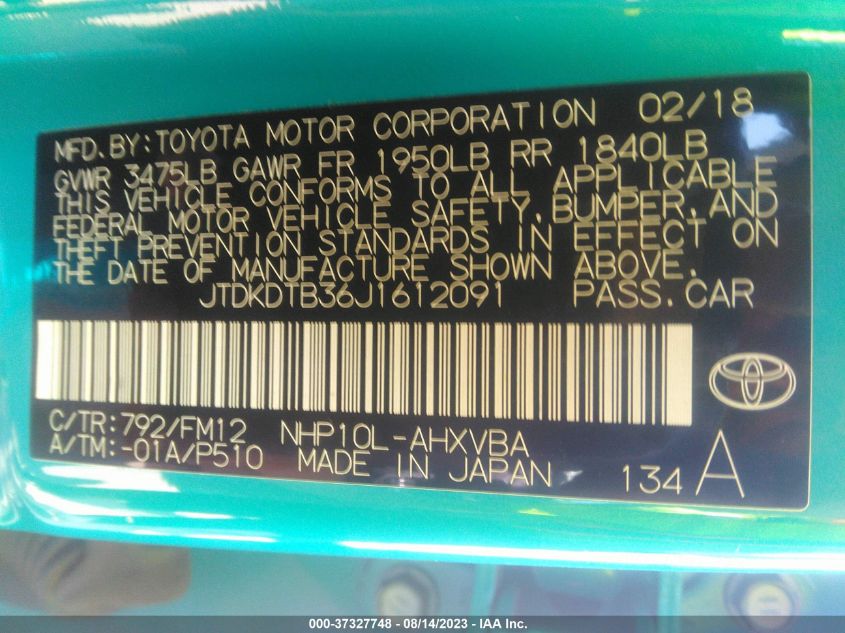 MFD. BY: TOYOTA MOTOR CORPORATION 02/18
GVWR 3475LB GAWR FR 1950LB RR 1840LB
THIS VEHICLE CONFORMS TO ALL APPLICABLE
FEDERAL MOTOR VEHICLE SAFETY, BUMPER, AND
THEFT PREVENTION STANDARDS IN EFFECT ON
THE DATE OF MANUFACTURE SHOWN ABOVE.
JTDKDTB36J1612091 PASS. CAR
C/TR: 792/FM12 NHP10L-AHXVBA
A/TM: -01A/P510 MADE IN JAPAN 134 A
000-37327748 - 08/14/2023 - IAA